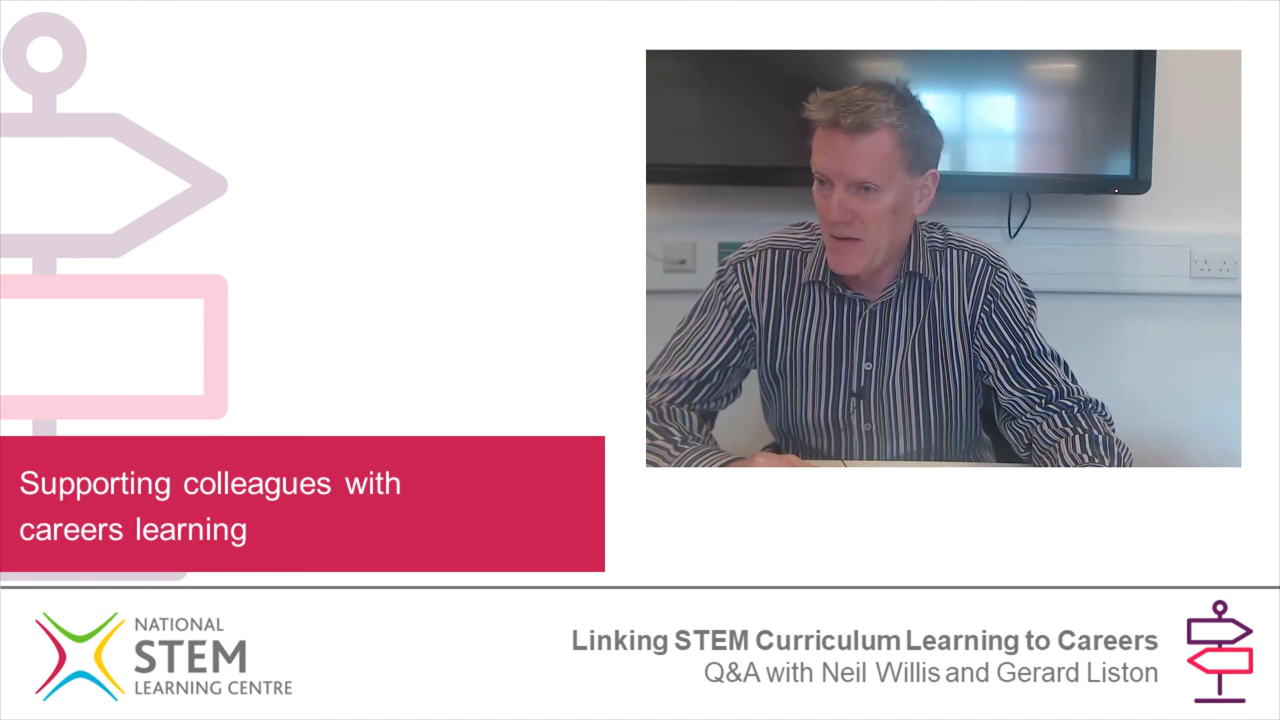 Supporting colleagues with
careers learning
NATIONAL
STEM
LEARNING CENTRE
Linking STEM Curriculum Learning to Careers
Q&A with Neil Willis and Gerard Liston